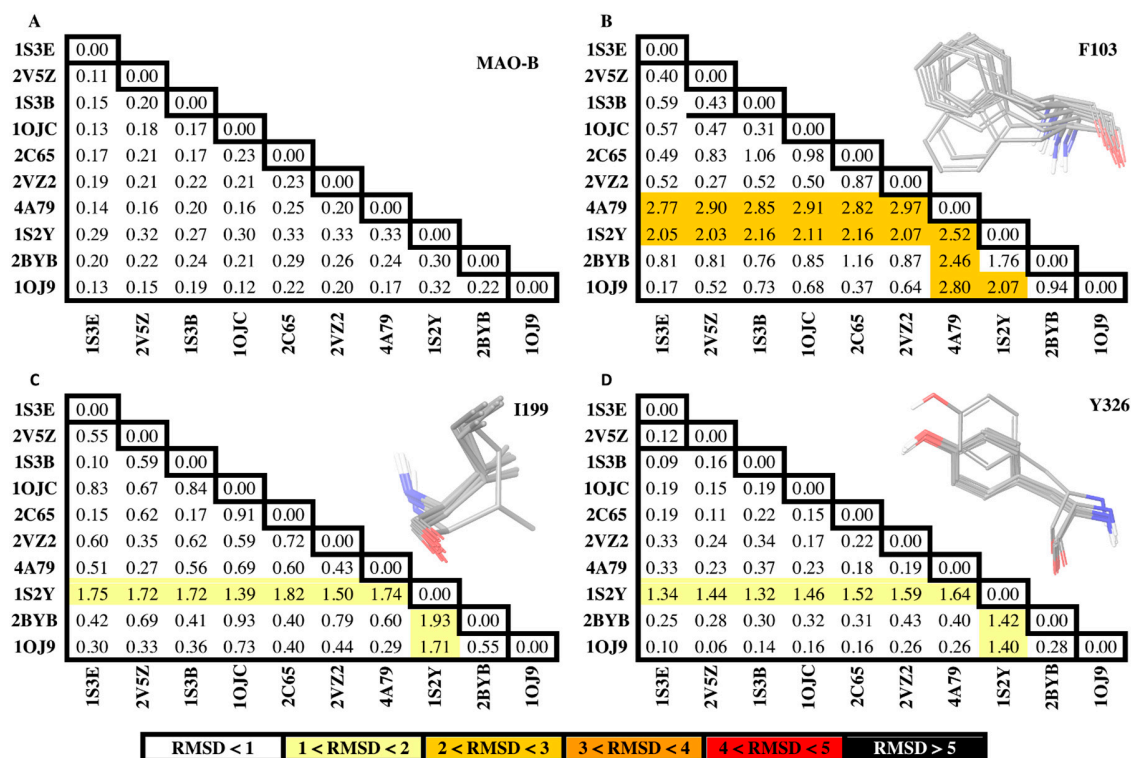 A
MAO-B
1S3E 0.00
2V5Z 0.11 0.00
1S3B 0.15 0.20 0.00
1OJC 0.13 0.18 0.17 0.00
2C65 0.17 0.21 0.17 0.23 0.00
2VZ2 0.19 0.21 0.22 0.21 0.23 0.00
4A79 0.14 0.16 0.20 0.16 0.25 0.20 0.00
1S2Y 0.29 0.32 0.27 0.30 0.33 0.33 0.33 0.00
2BYB 0.20 0.22 0.24 0.21 0.29 0.26 0.24 0.30 0.00
1OJ9 0.13 0.15 0.19 0.12 0.22 0.20 0.17 0.32 0.22 0.00
1S3E 2V5Z 1S3B 1OJC 2C65 2VZ2 4A79 1S2Y 2BYB 1OJ9
B
F103
1S3E 0.00
2V5Z 0.40 0.00
1S3B 0.59 0.43 0.00
1OJC 0.57 0.47 0.31 0.00
2C65 0.49 0.83 1.06 0.98 0.00
2VZ2 0.52 0.27 0.52 0.50 0.87 0.00
4A79 2.77 2.90 2.85 2.91 2.82 2.97 0.00
1S2Y 2.05 2.03 2.16 2.11 2.16 2.07 2.52 0.00
2BYB 0.81 0.81 0.76 0.85 1.16 0.87 2.46 1.76 0.00
1OJ9 0.17 0.52 0.73 0.68 0.37 0.64 2.80 2.07 0.94 0.00
1S3E 2V5Z 1S3B 1OJC 2C65 2VZ2 4A79 1S2Y 2BYB 1OJ9
C
I199
1S3E 0.00
2V5Z 0.55 0.00
1S3B 0.10 0.59 0.00
1OJC 0.83 0.67 0.84 0.00
2C65 0.15 0.62 0.17 0.91 0.00
2VZ2 0.60 0.35 0.62 0.59 0.72 0.00
4A79 0.51 0.27 0.56 0.69 0.60 0.43 0.00
1S2Y 1.75 1.72 1.72 1.39 1.82 1.50 1.74 0.00
2BYB 0.42 0.69 0.41 0.93 0.40 0.79 0.60 1.93 0.00
1OJ9 0.30 0.33 0.36 0.73 0.40 0.44 0.29 1.71 0.55 0.00
1S3E 2V5Z 1S3B 1OJC 2C65 2VZ2 4A79 1S2Y 2BYB 1OJ9
D
Y326
1S3E 0.00
2V5Z 0.12 0.00
1S3B 0.09 0.16 0.00
1OJC 0.19 0.15 0.19 0.00
2C65 0.19 0.11 0.22 0.15 0.00
2VZ2 0.33 0.24 0.34 0.17 0.22 0.00
4A79 0.33 0.23 0.37 0.23 0.18 0.19 0.00
1S2Y 1.34 1.44 1.32 1.46 1.52 1.59 1.64 0.00
2BYB 0.25 0.28 0.30 0.32 0.31 0.43 0.40 1.42 0.00
1OJ9 0.10 0.06 0.14 0.16 0.16 0.26 0.26 1.40 0.28 0.00
1S3E 2V5Z 1S3B 1OJC 2C65 2VZ2 4A79 1S2Y 2BYB 1OJ9
RMSD < 1 1 < RMSD < 2 2 < RMSD < 3 3 < RMSD < 4 4 < RMSD < 5 RMSD > 5